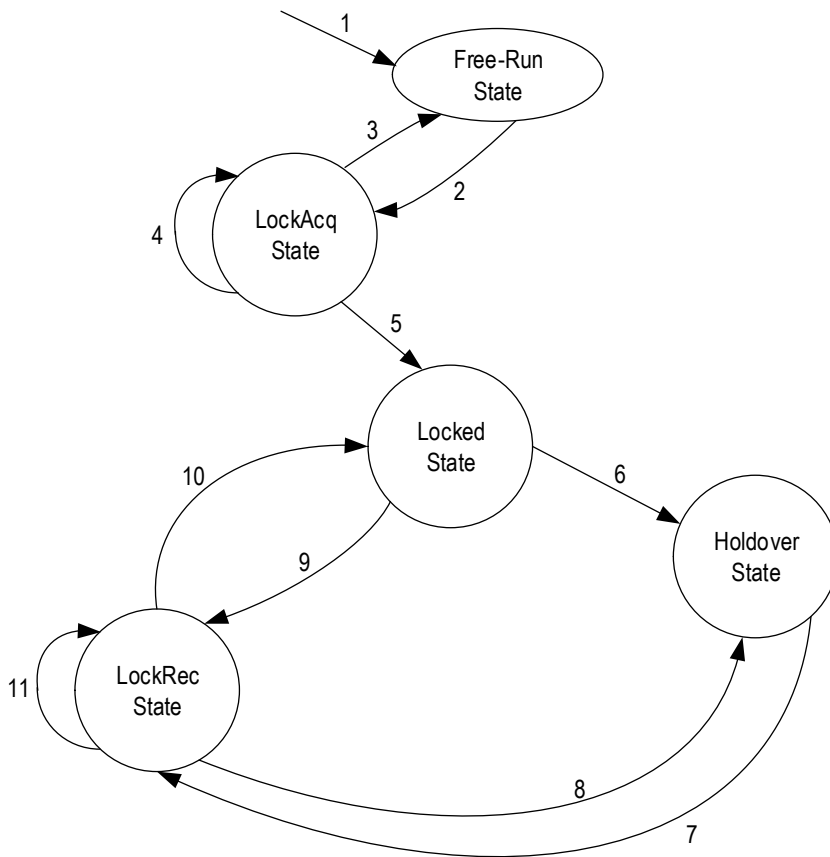 1
Free-Run
State
3
2
LockAcq
State
4
5
Locked
State
10
6
Holdover
State
9
LockRec
State
11
8
7